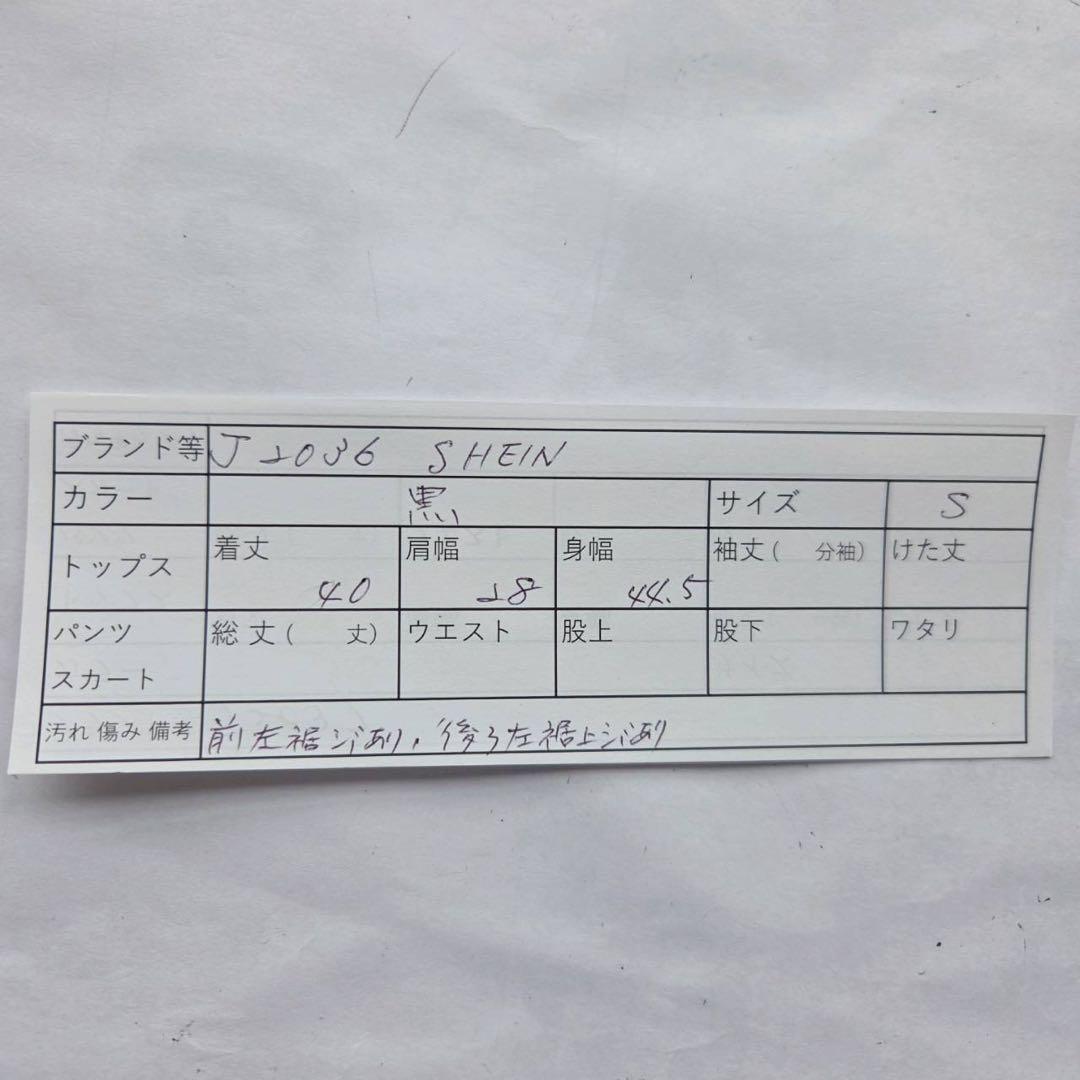 ブランド等 J2036 SHEIN
カラー 黒 サイズ S
トップス 着丈 40 肩幅 28 身幅 44.5 袖丈( 分袖) けた丈
パンツ 総丈( 丈) ウエスト 股上 股下 ワタリ
スカート
汚れ 傷み 備考 前左裾シミあり、後ろ左裾上シミあり